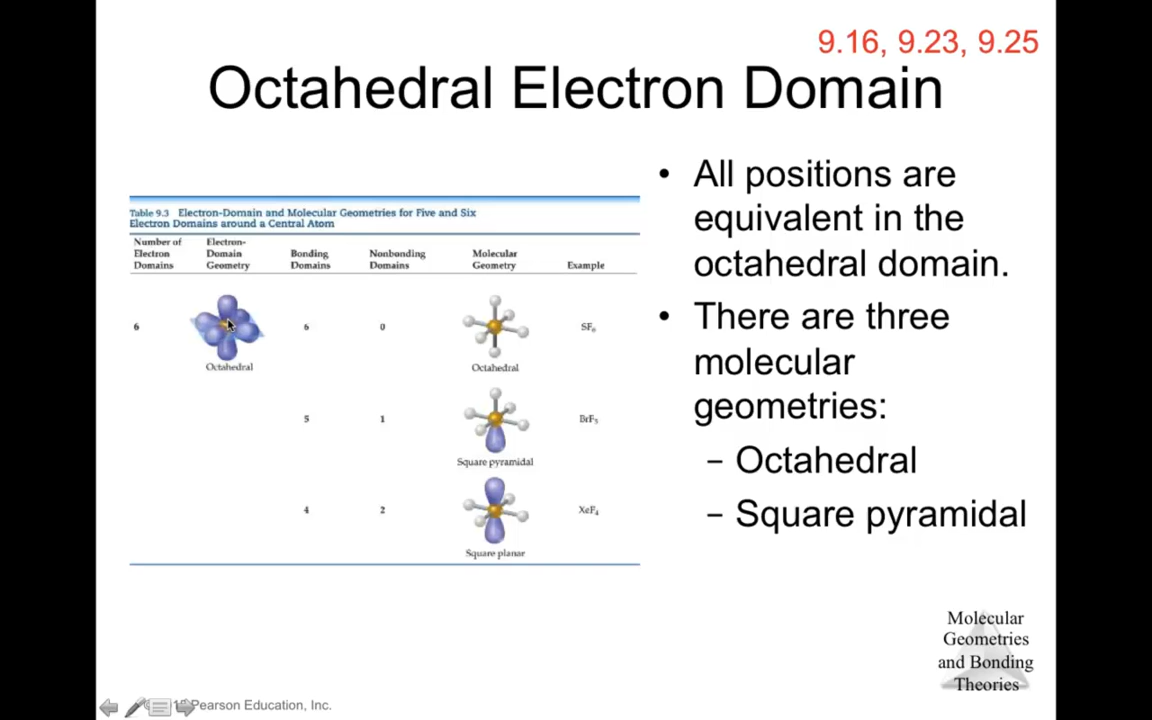 9.16, 9.23, 9.25
Octahedral Electron Domain
Table 9.3 Electron-Domain and Molecular Geometries for Five and Six
Electron Domains around a Central Atom
Number of Electron Domains
Electron-Domain Geometry
Bonding Domains
Nonbonding Domains
Molecular Geometry
Example
6 6 0 SF₆
Octahedral Octahedral
5 1 BrF₅
Square pyramidal
4 2 XeF₄
Square planar
• All positions are
equivalent in the
octahedral domain.
• There are three
molecular
geometries:
– Octahedral
– Square pyramidal
Molecular
Geometries
and Bonding
Theories
Pearson Education, Inc.